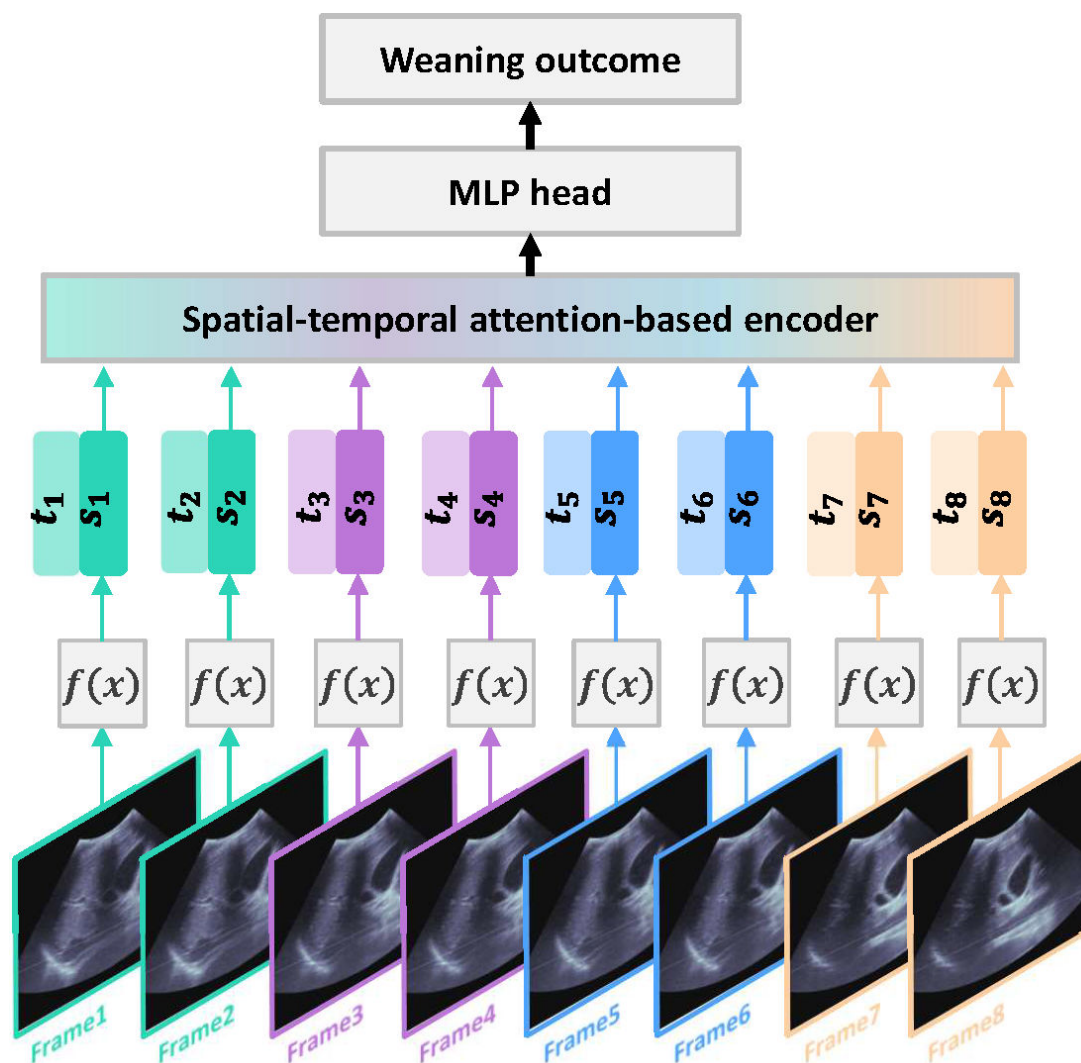 Weaning outcome
MLP head
Spatial-temporal attention-based encoder
t₁ s₁ t₂ s₂ t₃ s₃ t₄ s₄ t₅ s₅ t₆ s₆ t₇ s₇ t₈ s₈
f(x) f(x) f(x) f(x) f(x) f(x) f(x) f(x)
Frame1 Frame2 Frame3 Frame4 Frame5 Frame6 Frame7 Frame8